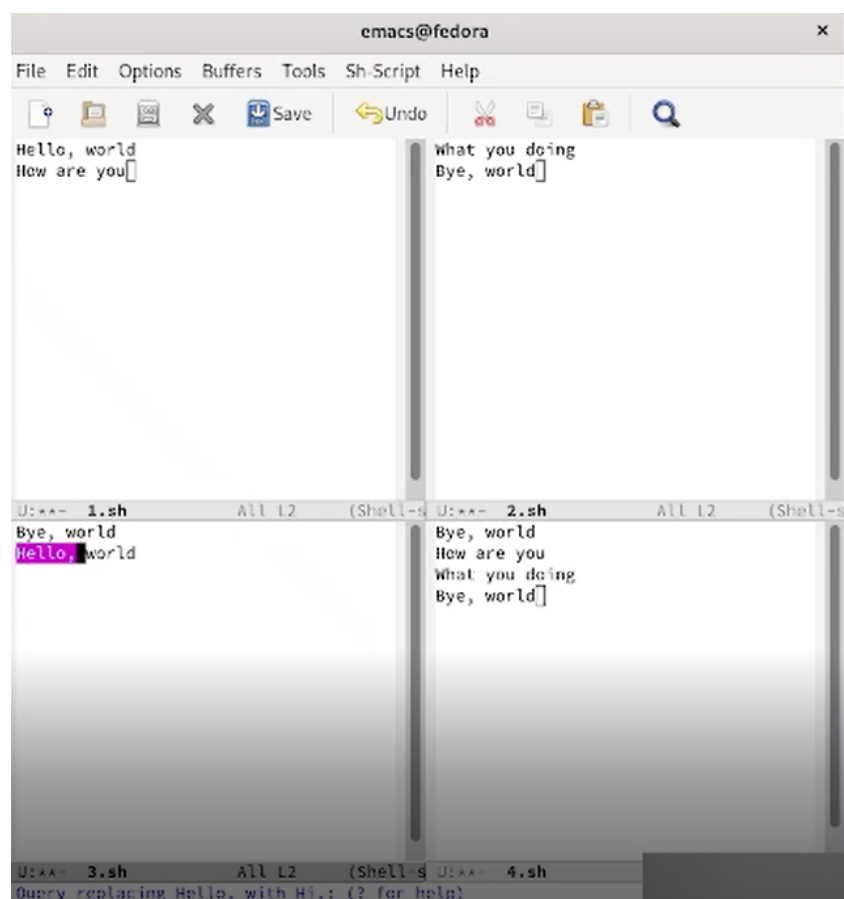 emacs@fedora
File Edit Options Buffers Tools Sh-Script Help
Save Undo
Hello, world
How are you
What you doing
Bye, world
U:**- 1.sh All L2 (Shell-s
U:**- 2.sh All L2 (Shell-s
Bye, world
Hello, world
Bye, world
How are you
What you doing
Bye, world
U:**- 3.sh All L2 (Shell-s
U:**- 4.sh
Query replacing Hello, with Hi,: (? for help)